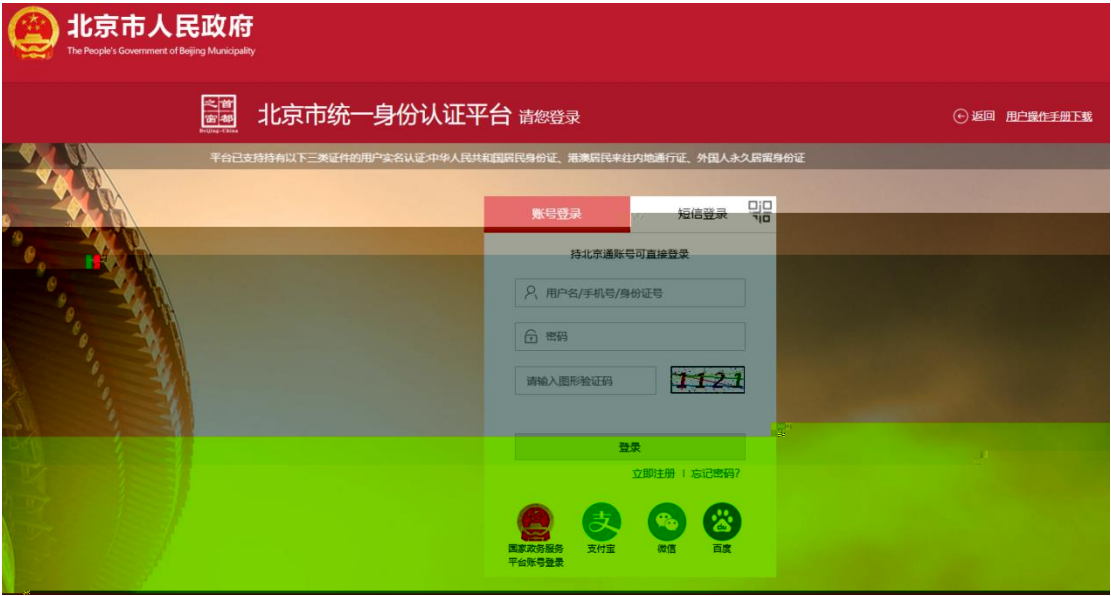 北京市人民政府
The People's Government of Beijing Municipality
首都之窗
Beijing-China
北京市统一身份认证平台 请您登录
返回 用户操作手册下载
平台已支持持有以下三类证件的用户实名认证:中华人民共和国居民身份证、港澳居民来往内地通行证、外国人永久居留身份证
账号登录 短信登录
持北京通账号可直接登录
用户名/手机号/身份证号
密码
请输入图形验证码 1121
登录
立即注册 | 忘记密码?
国家政务服务平台账号登录
支付宝
微信
du
百度